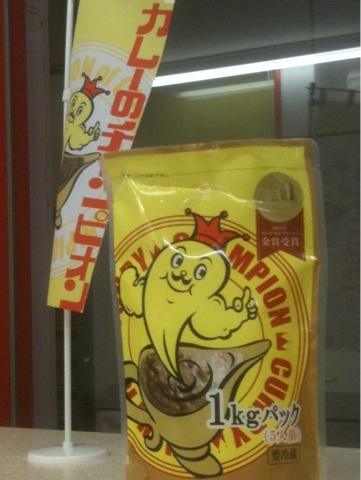 カレーのチャンピオン
CHAMPION CURRY
金賞受賞
1kgパック
(5人前)
要冷蔵